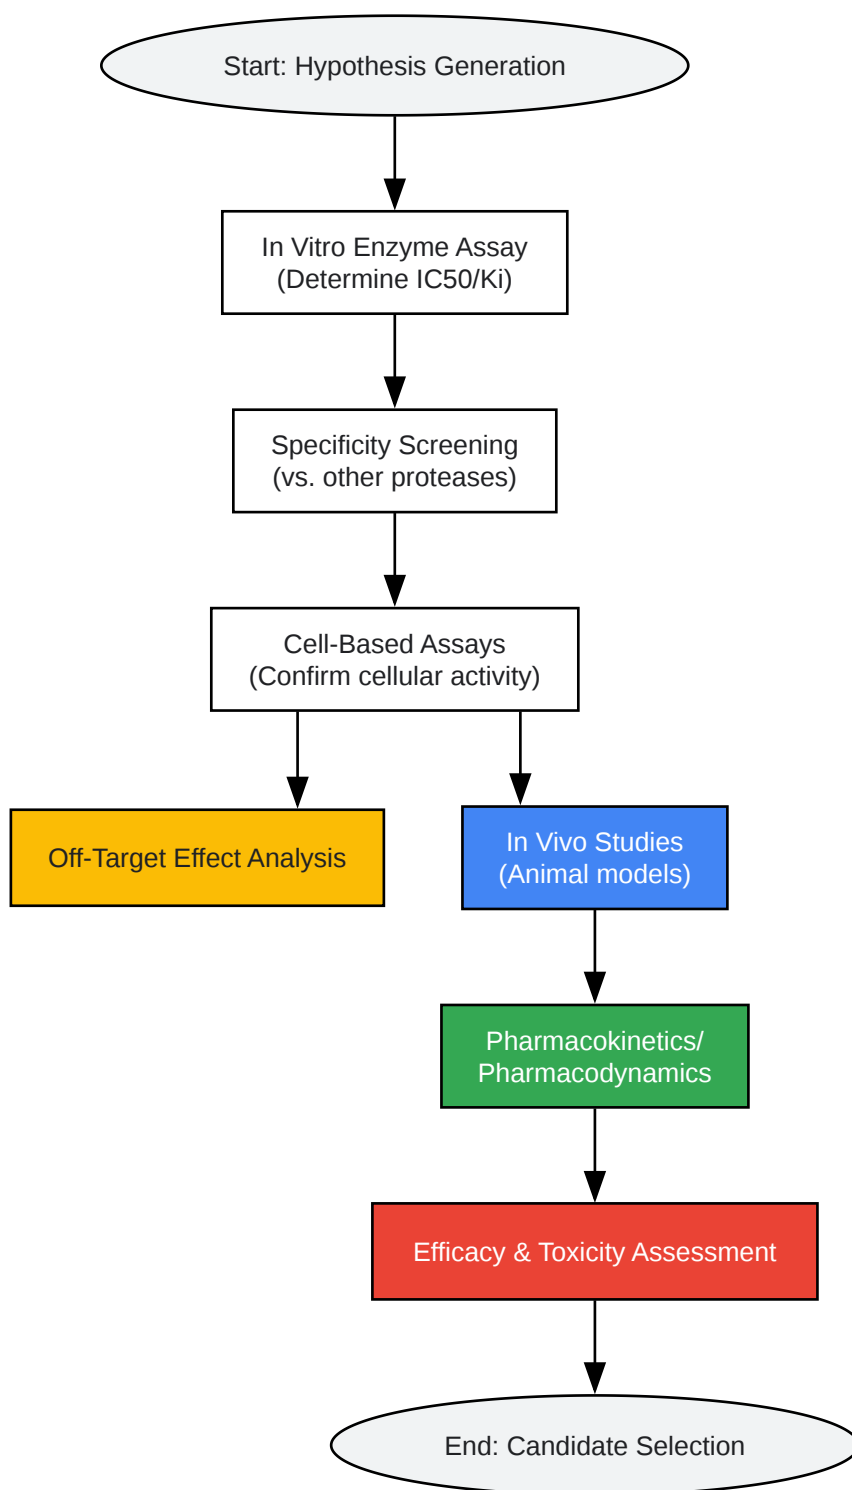 Start: Hypothesis Generation
In Vitro Enzyme Assay
(Determine IC50/Ki)
Specificity Screening
(vs. other proteases)
Cell-Based Assays
(Confirm cellular activity)
Off-Target Effect Analysis
In Vivo Studies
(Animal models)
Pharmacokinetics/
Pharmacodynamics
Efficacy & Toxicity Assessment
End: Candidate Selection